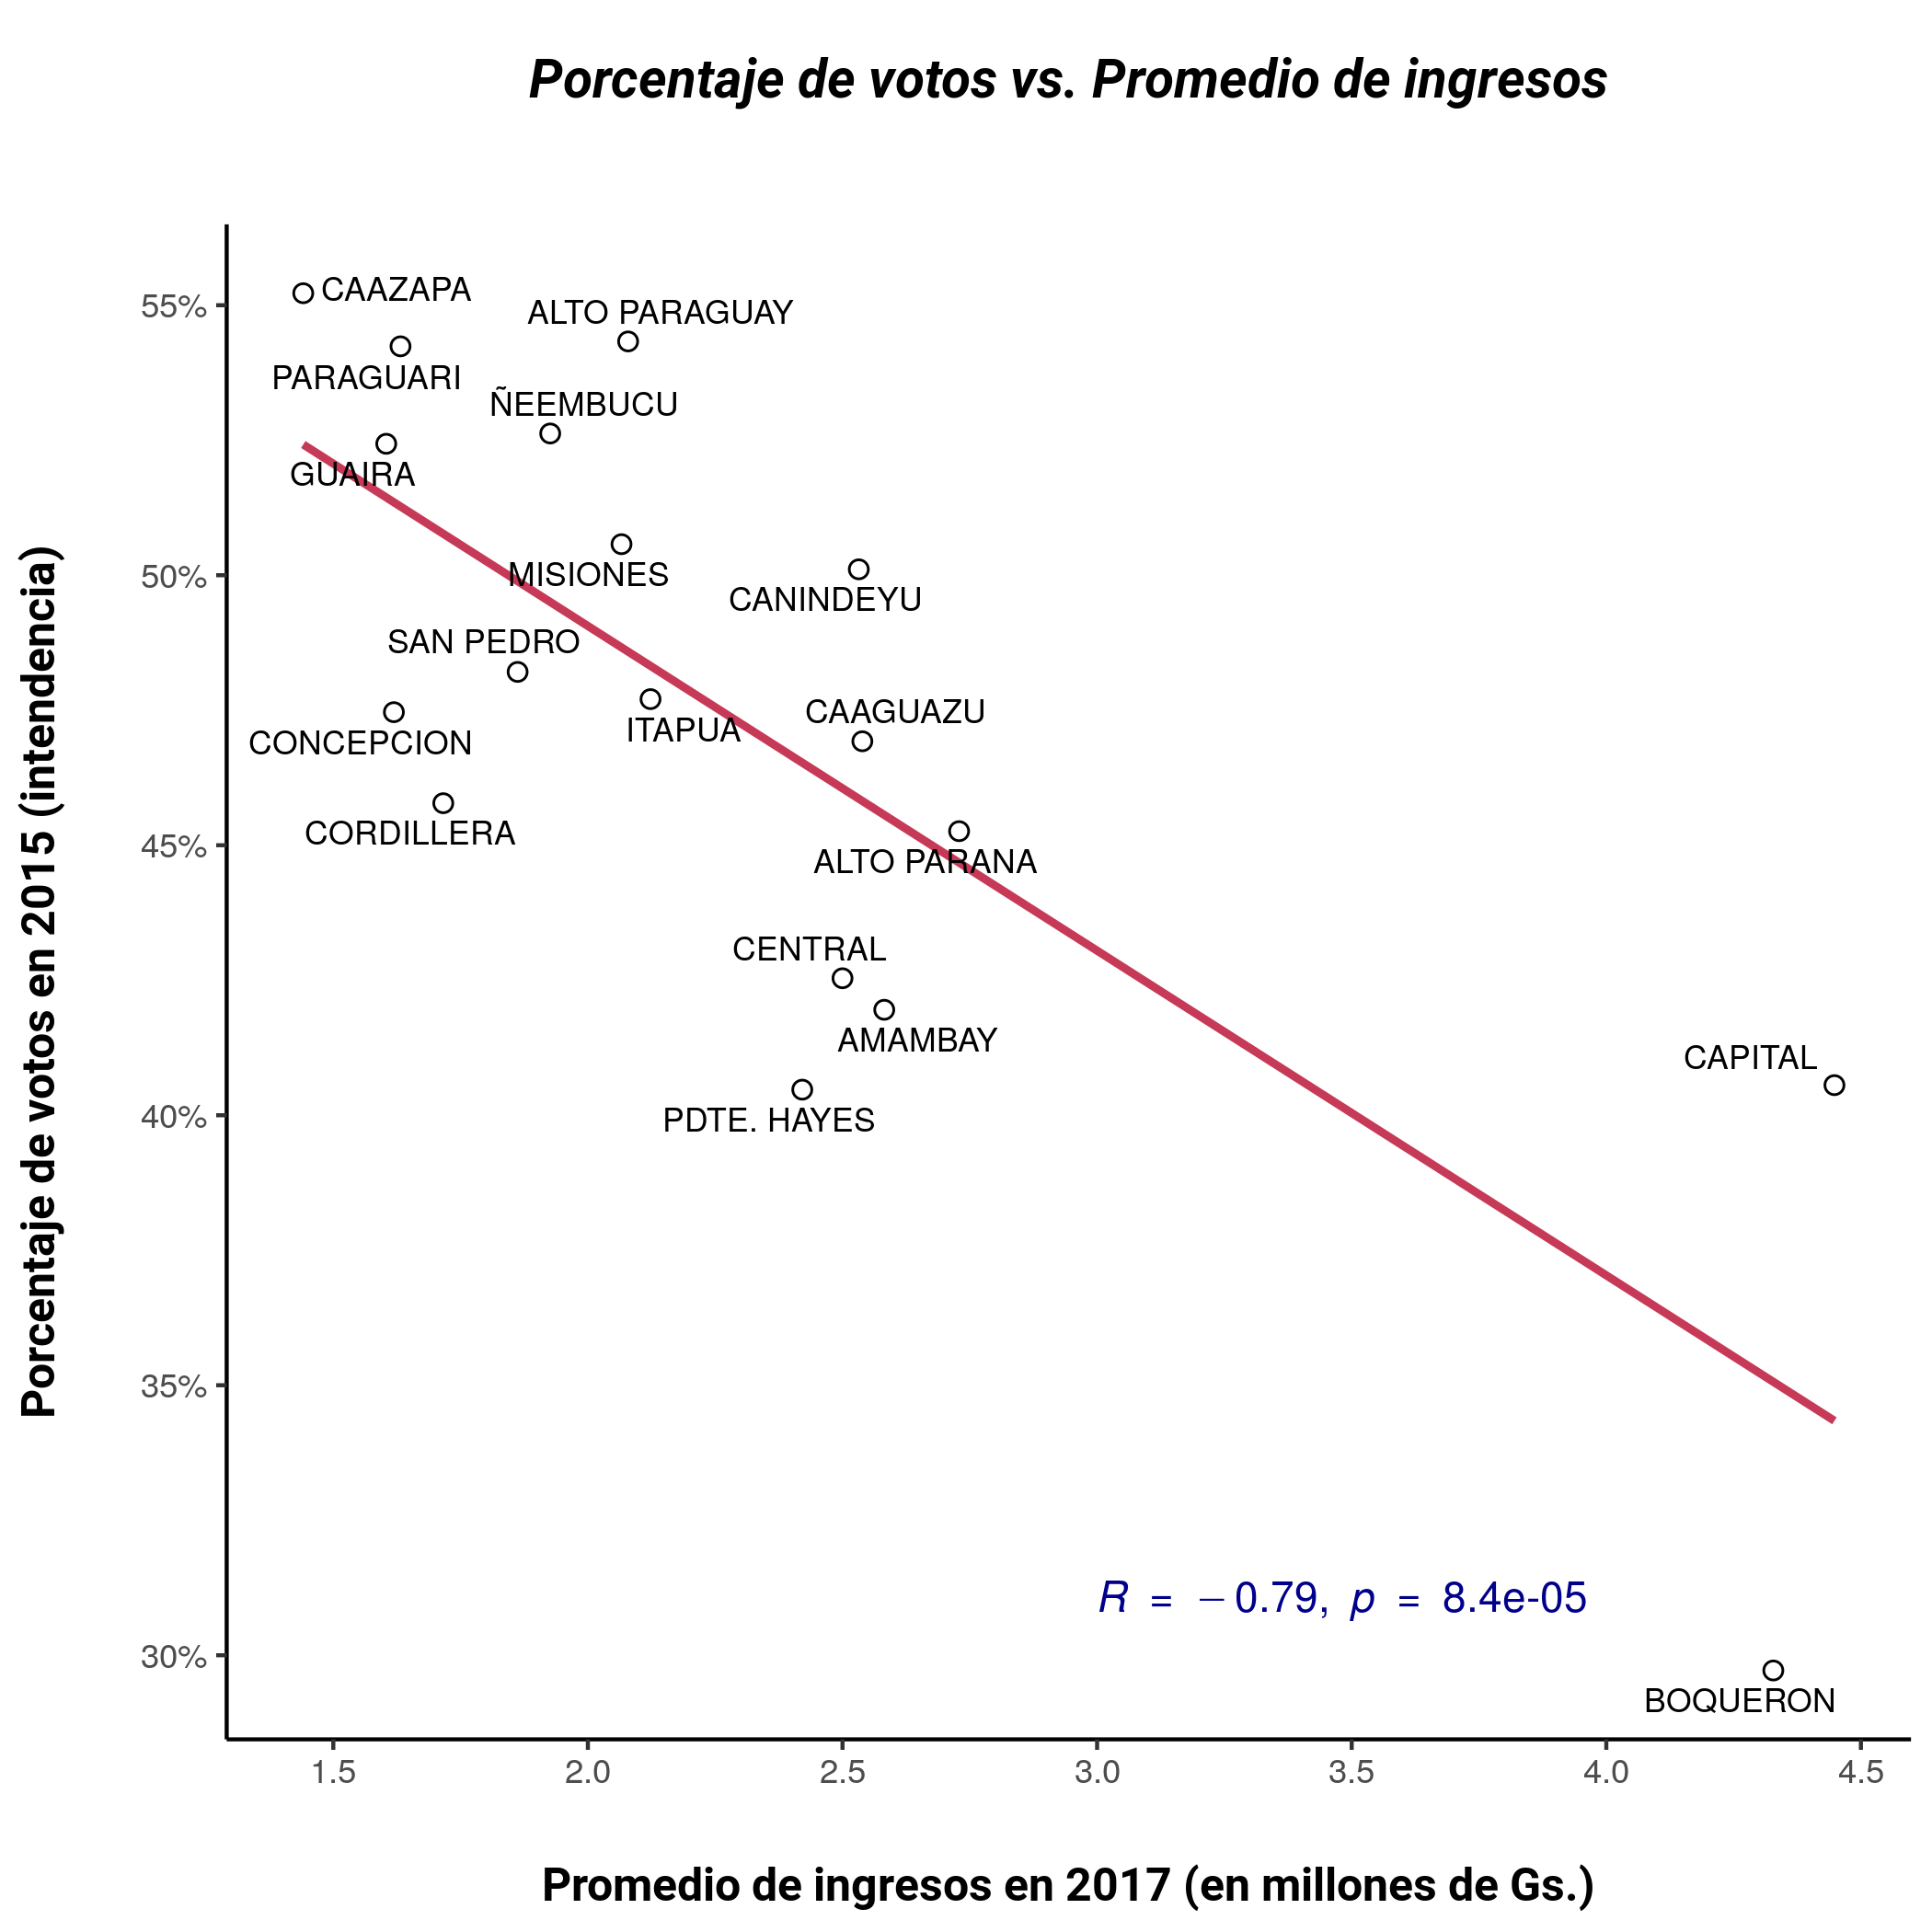 Porcentaje de votos vs. Promedio de ingresos
Porcentaje de votos en 2015 (intendencia)
55%
50%
45%
40%
35%
30%
CAAZAPA
ALTO PARAGUAY
PARAGUARI
ÑEEMBUCU
GUAIRA
MISIONES
CANINDEYU
SAN PEDRO
CAAGUAZU
ITAPUA
CONCEPCION
CORDILLERA
ALTO PARANA
CENTRAL
AMAMBAY
CAPITAL
PDTE. HAYES
R = −0.79, p = 8.4e-05
BOQUERON
1.5 2.0 2.5 3.0 3.5 4.0 4.5
Promedio de ingresos en 2017 (en millones de Gs.)